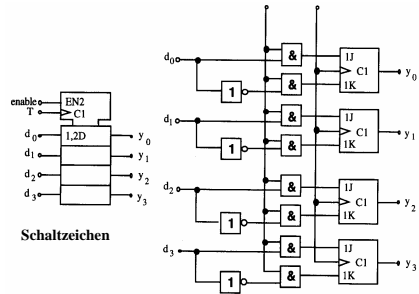 enable EN2
T C1
d0 1,2D y0
d1 y1
d2 y2
d3 y3
Schaltzeichen
d0 & 1J
C1 y0
1 & 1K
d1 & 1J
C1 y1
1 & 1K
d2 & 1J
C1 y2
1 & 1K
d3 & 1J
C1 y3
1 & 1K